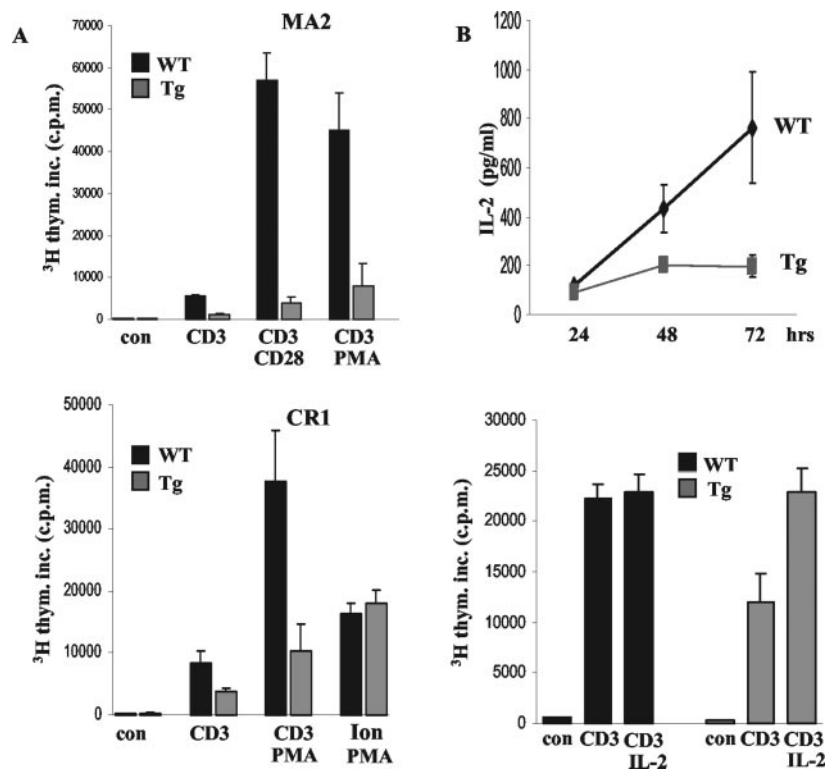 A
MA2
WT
Tg
³H thym. inc. (c.p.m.)
70000
60000
50000
40000
30000
20000
10000
0
con
CD3
CD3
CD28
CD3
PMA
B
IL-2 (pg/ml)
1200
1000
800
600
400
200
0
WT
Tg
24
48
72
hrs
CR1
WT
Tg
³H thym. inc. (c.p.m.)
50000
40000
30000
20000
10000
0
con
CD3
CD3
PMA
Ion
PMA
WT
Tg
³H thym. inc. (c.p.m.)
30000
25000
20000
15000
10000
5000
0
con
CD3
CD3
IL-2
con
CD3
CD3
IL-2